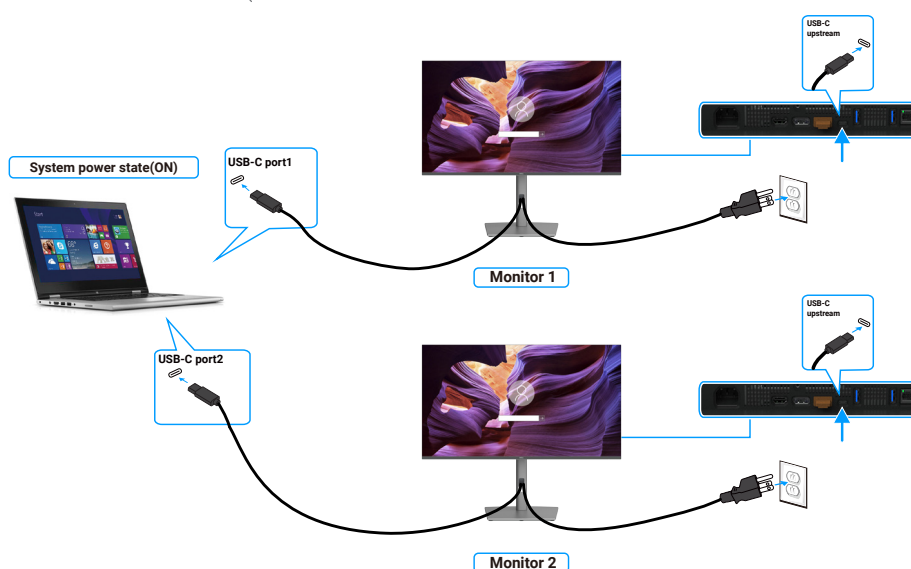 USB-C
upstream
System power state(ON)
USB-C port1
Monitor 1
USB-C
upstream
USB-C port2
Monitor 2